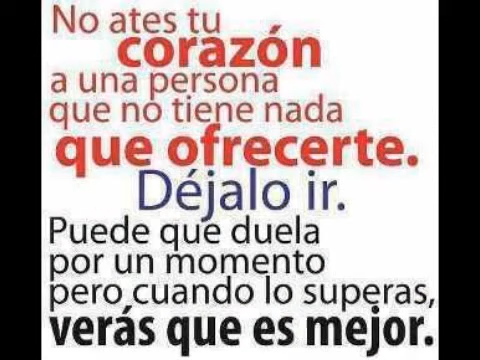 No ates tu
corazón
a una persona
que no tiene nada
que ofrecerte.
Déjalo ir.
Puede que duela
por un momento
pero cuando lo superas,
verás que es mejor.